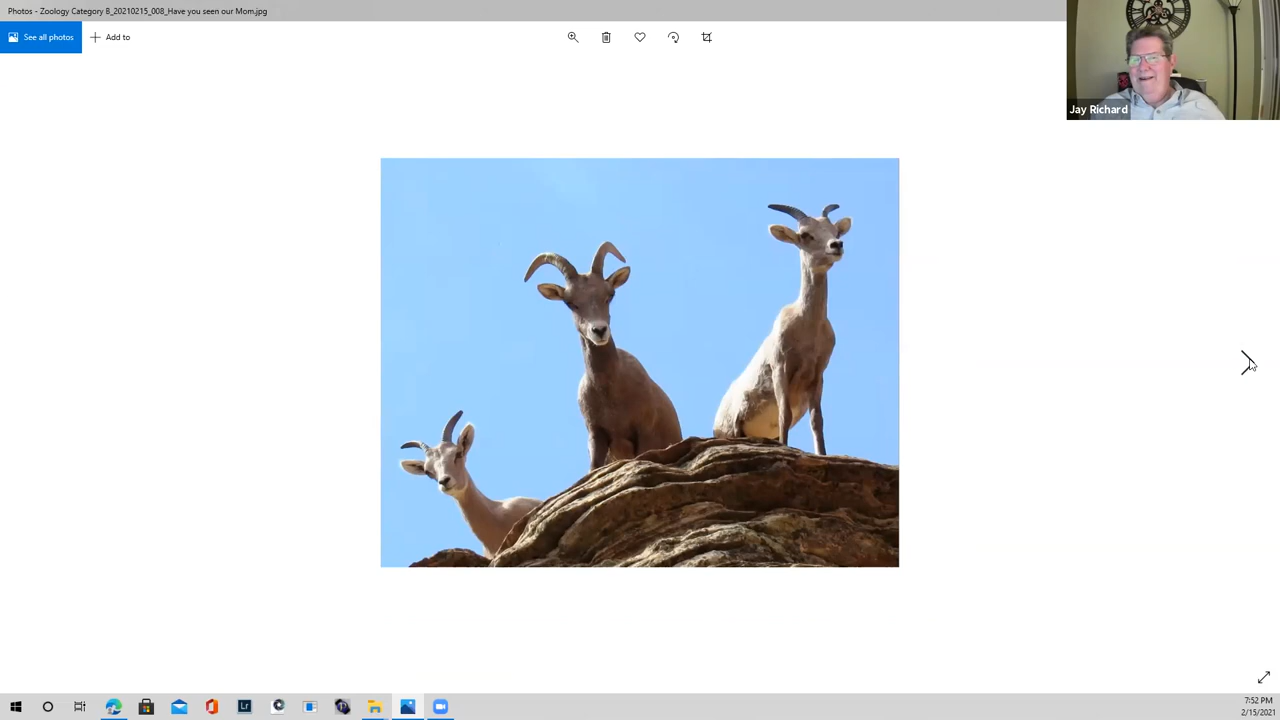 Photos - Zoology Category B_20210215_008_Have you seen our Mom.jpg
See all photos
Add to
Jay Richard
Lr
7:52 PM
2/15/2021